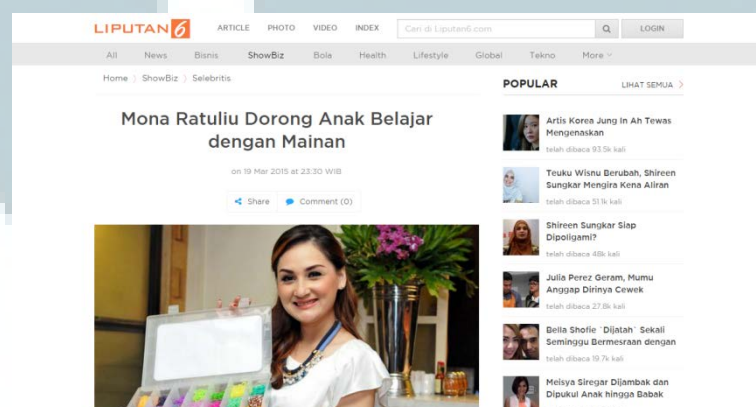 LIPUTAN 6
ARTICLE PHOTO VIDEO INDEX
Cari di Liputan6.com
LOGIN
All News Bisnis ShowBiz Bola Health Lifestyle Global Tekno More
Home ShowBiz Selebritis
Mona Ratuliu Dorong Anak Belajar
dengan Mainan
on 19 Mar 2015 at 23:30 WIB
Share Comment (0)
POPULAR LIHAT SEMUA
Artis Korea Jung In Ah Tewas
Mengenaskan
telah dibaca 93.5k kali
Teuku Wisnu Berubah, Shireen
Sungkar Mengira Kena Aliran
telah dibaca 51.1k kali
Shireen Sungkar Siap
Dipoligami?
telah dibaca 48k kali
Julia Perez Geram, Mumu
Anggap Dirinya Cewek
telah dibaca 27.8k kali
Bella Shofie `Dijatah` Sekali
Seminggu Bermesraan dengan
telah dibaca 19.7k kali
Meisya Siregar Dijambak dan
Dipukul Anak hingga Babak